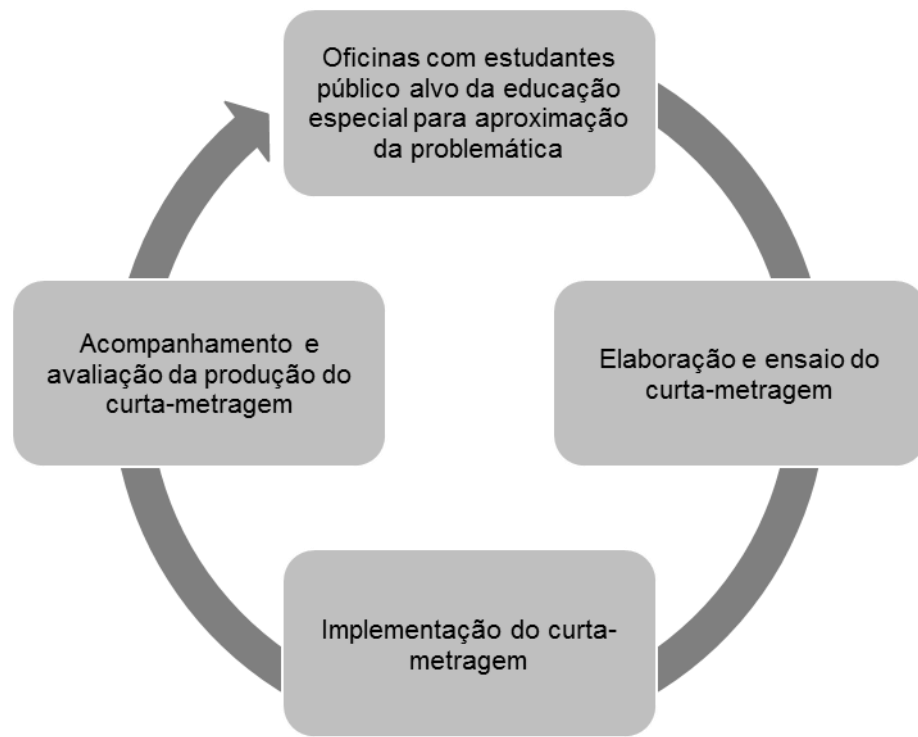 Oficinas com estudantes
público alvo da educação
especial para aproximação
da problemática
Elaboração e ensaio do
curta-metragem
Implementação do curta-
metragem
Acompanhamento e
avaliação da produção do
curta-metragem